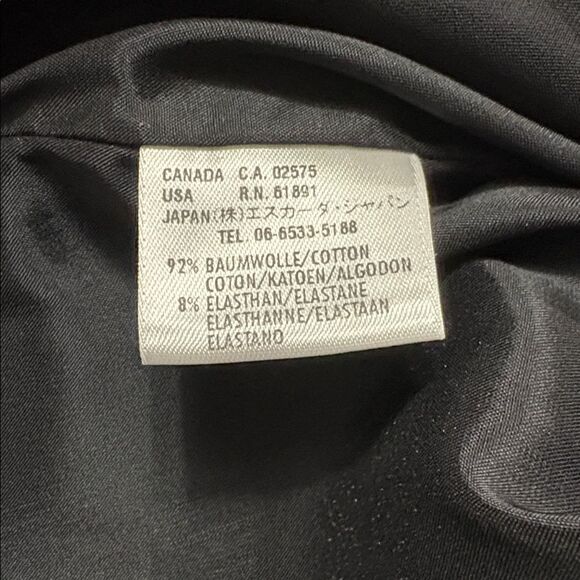 CANADA C.A. 02575
USA R.N. 61891
JAPAN(株)エスカーダ・ジャパン
TEL. 06-6533-5188
92% BAUMWOLLE/COTTON
COTON/KATOEN/ALGODON
8% ELASTHAN/ELASTANE
ELASTHANNE/ELASTAAN
ELASTANO